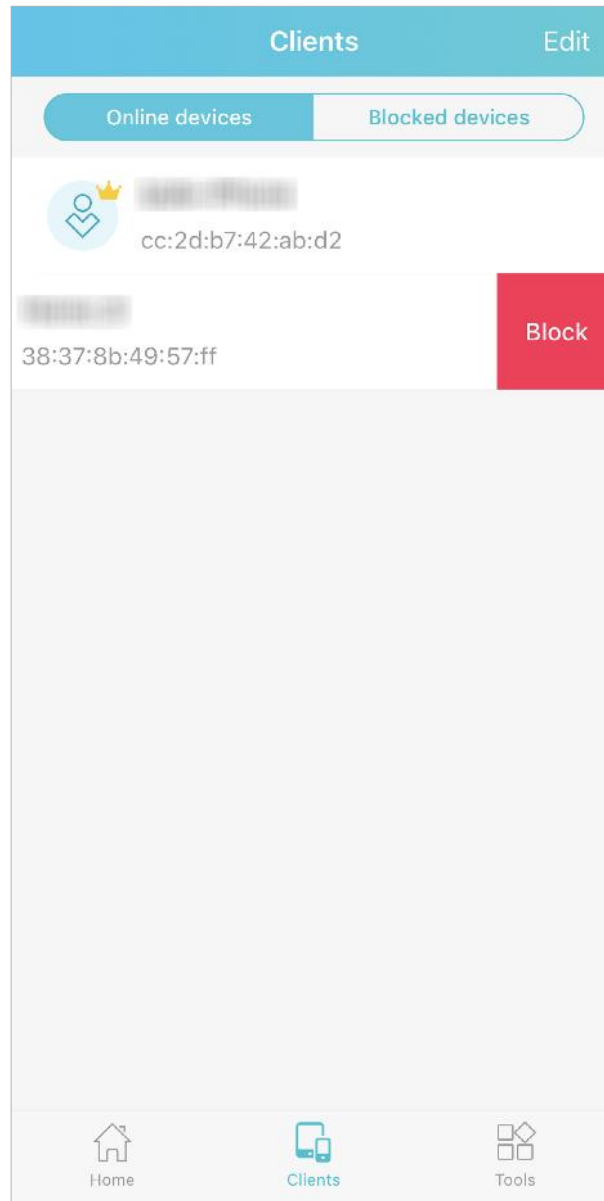 Clients
Edit
Online devices
Blocked devices
cc:2d:b7:42:ab:d2
38:37:8b:49:57:ff
Block
Home
Clients
Tools